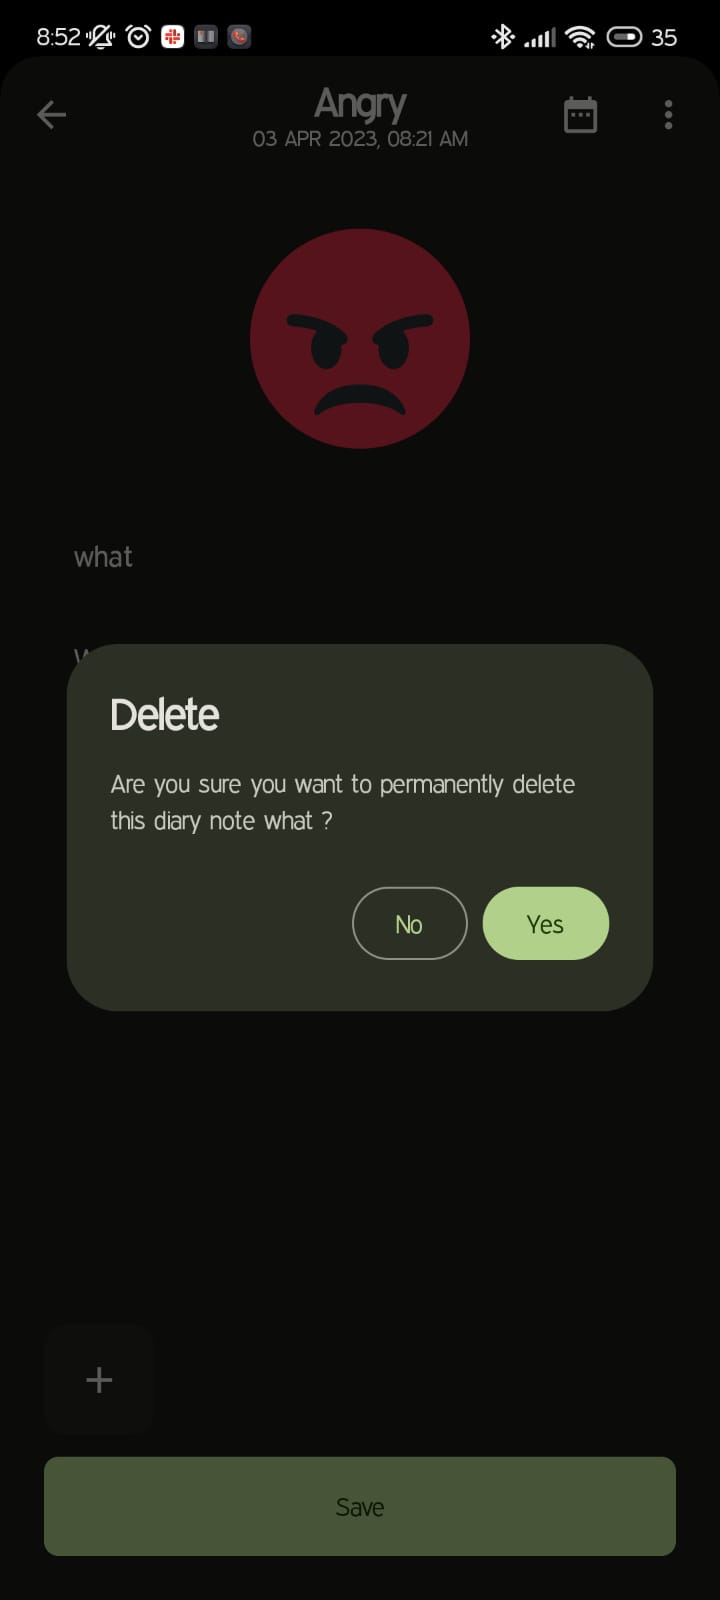 8:52
35
Angry
03 APR 2023, 08:21 AM
what
Delete
Are you sure you want to permanently delete
this diary note what ?
No
Yes
Save